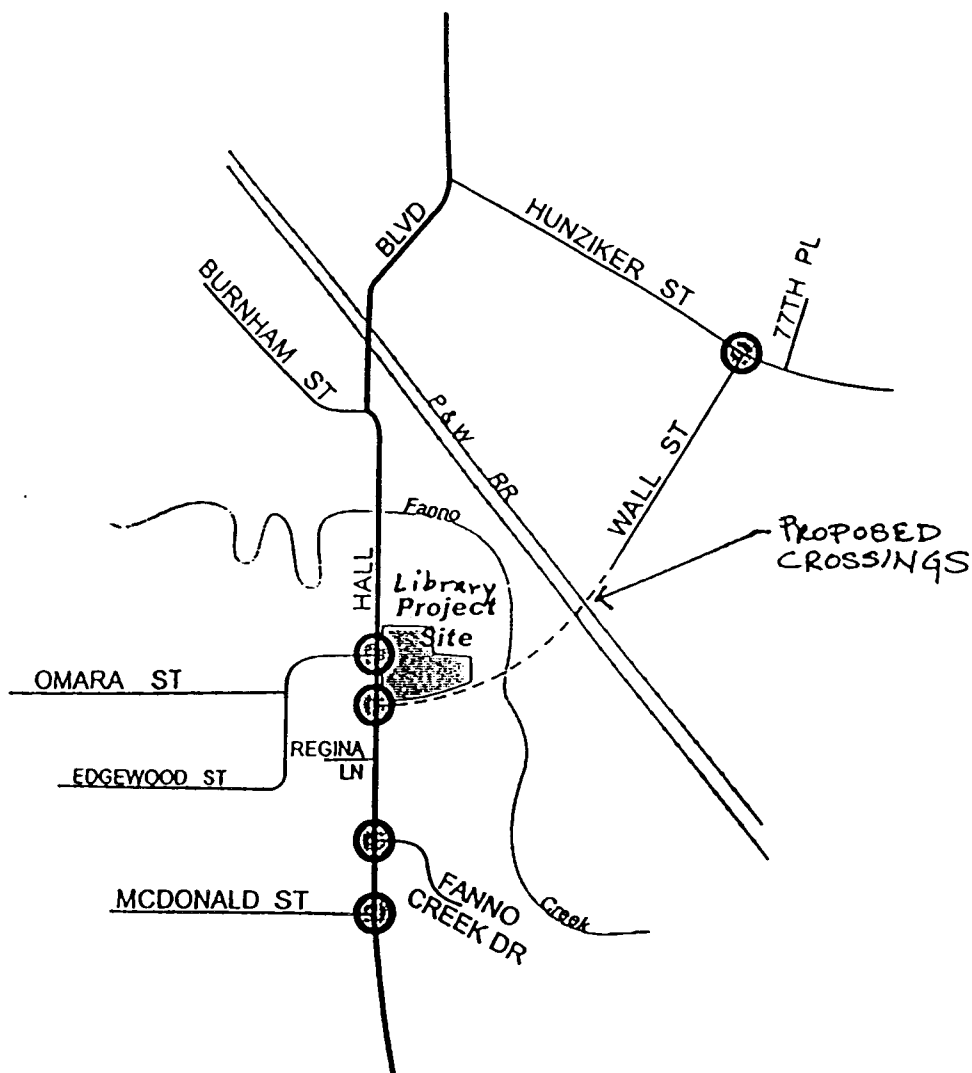 BLVD
HUNZIKER ST
77TH PL
BURNHAM ST
P & W RR
WALL ST
PROPOSED
CROSSINGS
Fanno
HALL
Library
Project
Site
OMARA ST
REGINA
LN
EDGEWOOD ST
MCDONALD ST
FANNO
CREEK DR
Creek